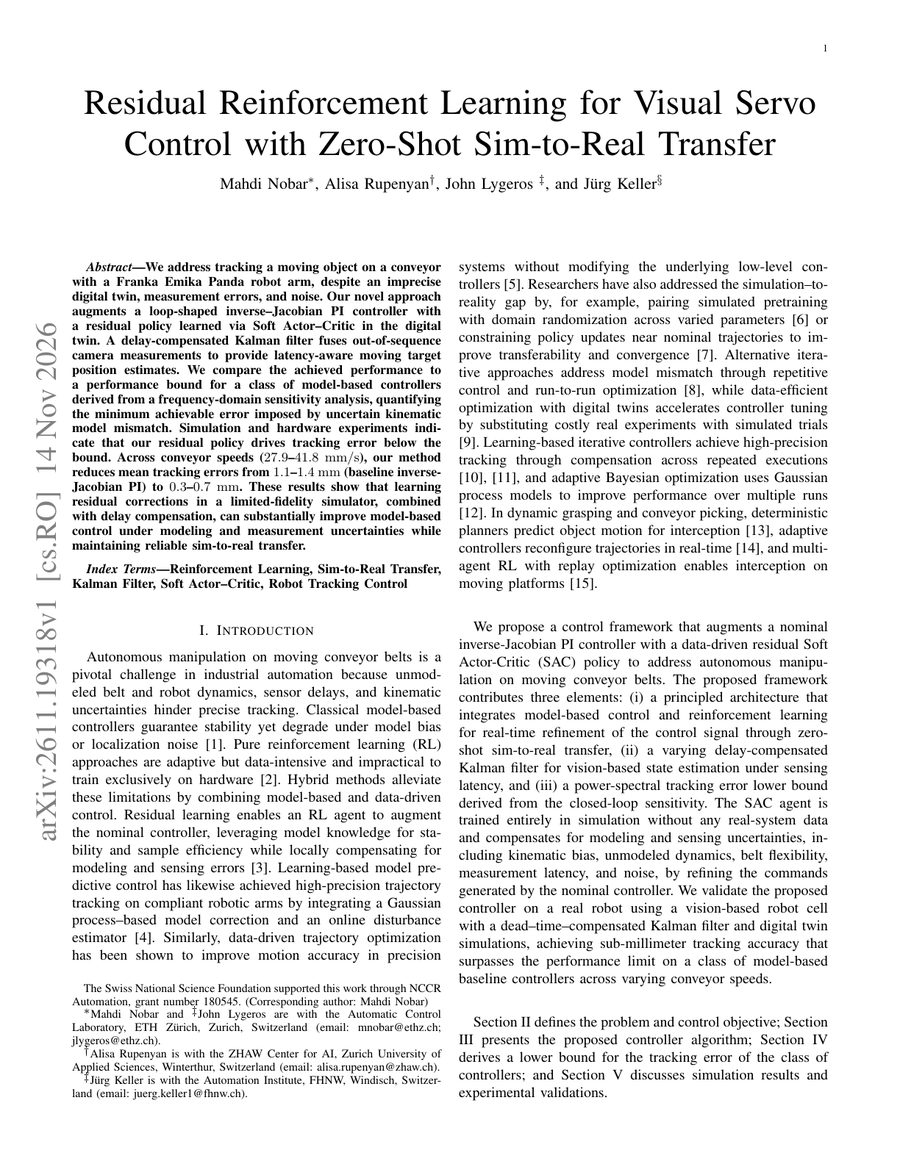 1
Residual Reinforcement Learning for Visual Servo
Control with Zero-Shot Sim-to-Real Transfer
Mahdi Nobar*, Alisa Rupenyan†, John Lygeros ‡, and Jürg Keller§
arXiv:2611.19318v1 [cs.RO] 14 Nov 2026
Abstract—We address tracking a moving object on a conveyor
with a Franka Emika Panda robot arm, despite an imprecise
digital twin, measurement errors, and noise. Our novel approach
augments a loop-shaped inverse–Jacobian PI controller with
a residual policy learned via Soft Actor–Critic in the digital
twin. A delay-compensated Kalman filter fuses out-of-sequence
camera measurements to provide latency-aware moving target
position estimates. We compare the achieved performance to
a performance bound for a class of model-based controllers
derived from a frequency-domain sensitivity analysis, quantifying
the minimum achievable error imposed by uncertain kinematic
model mismatch. Simulation and hardware experiments indi-
cate that our residual policy drives tracking error below the
bound. Across conveyor speeds (27.9–41.8 mm/s), our method
reduces mean tracking errors from 1.1–1.4 mm (baseline inverse-
Jacobian PI) to 0.3–0.7 mm. These results show that learning
residual corrections in a limited-fidelity simulator, combined
with delay compensation, can substantially improve model-based
control under modeling and measurement uncertainties while
maintaining reliable sim-to-real transfer.
Index Terms—Reinforcement Learning, Sim-to-Real Transfer,
Kalman Filter, Soft Actor–Critic, Robot Tracking Control
I. INTRODUCTION
Autonomous manipulation on moving conveyor belts is a
pivotal challenge in industrial automation because unmod-
eled belt and robot dynamics, sensor delays, and kinematic
uncertainties hinder precise tracking. Classical model-based
controllers guarantee stability yet degrade under model bias
or localization noise [1]. Pure reinforcement learning (RL)
approaches are adaptive but data-intensive and impractical to
train exclusively on hardware [2]. Hybrid methods alleviate
these limitations by combining model-based and data-driven
control. Residual learning enables an RL agent to augment
the nominal controller, leveraging model knowledge for sta-
bility and sample efficiency while locally compensating for
modeling and sensing errors [3]. Learning-based model pre-
dictive control has likewise achieved high-precision trajectory
tracking on compliant robotic arms by integrating a Gaussian
process–based model correction and an online disturbance
estimator [4]. Similarly, data-driven trajectory optimization
has been shown to improve motion accuracy in precision
The Swiss National Science Foundation supported this work through NCCR
Automation, grant number 180545. (Corresponding author: Mahdi Nobar)
*Mahdi Nobar and ‡John Lygeros are with the Automatic Control
Laboratory, ETH Zürich, Zurich, Switzerland (email: mnobar@ethz.ch;
jlygeros@ethz.ch).
†Alisa Rupenyan is with the ZHAW Center for AI, Zurich University of
Applied Sciences, Winterthur, Switzerland (email: alisa.rupenyan@zhaw.ch).
‡Jürg Keller is with the Automation Institute, FHNW, Windisch, Switzer-
land (email: juerg.keller1@fhnw.ch).
systems without modifying the underlying low-level con-
trollers [5]. Researchers have also addressed the simulation–to-
reality gap by, for example, pairing simulated pretraining
with domain randomization across varied parameters [6] or
constraining policy updates near nominal trajectories to im-
prove transferability and convergence [7]. Alternative itera-
tive approaches address model mismatch through repetitive
control and run-to-run optimization [8], while data-efficient
optimization with digital twins accelerates controller tuning
by substituting costly real experiments with simulated trials
[9]. Learning-based iterative controllers achieve high-precision
tracking through compensation across repeated executions
[10], [11], and adaptive Bayesian optimization uses Gaussian
process models to improve performance over multiple runs
[12]. In dynamic grasping and conveyor picking, deterministic
planners predict object motion for interception [13], adaptive
controllers reconfigure trajectories in real-time [14], and multi-
agent RL with replay optimization enables interception on
moving platforms [15].
We propose a control framework that augments a nominal
inverse-Jacobian PI controller with a data-driven residual Soft
Actor-Critic (SAC) policy to address autonomous manipu-
lation on moving conveyor belts. The proposed framework
contributes three elements: (i) a principled architecture that
integrates model-based control and reinforcement learning
for real-time refinement of the control signal through zero-
shot sim-to-real transfer, (ii) a varying delay-compensated
Kalman filter for vision-based state estimation under sensing
latency, and (iii) a power-spectral tracking error lower bound
derived from the closed-loop sensitivity. The SAC agent is
trained entirely in simulation without any real-system data
and compensates for modeling and sensing uncertainties, in-
cluding kinematic bias, unmodeled dynamics, belt flexibility,
measurement latency, and noise, by refining the commands
generated by the nominal controller. We validate the proposed
controller on a real robot using a vision-based robot cell
with a dead–time–compensated Kalman filter and digital twin
simulations, achieving sub-millimeter tracking accuracy that
surpasses the performance limit on a class of model-based
baseline controllers across varying conveyor speeds.
Section II defines the problem and control objective; Section
III presents the proposed controller algorithm; Section IV
derives a lower bound for the tracking error of the class of
controllers; and Section V discusses simulation results and
experimental validations.